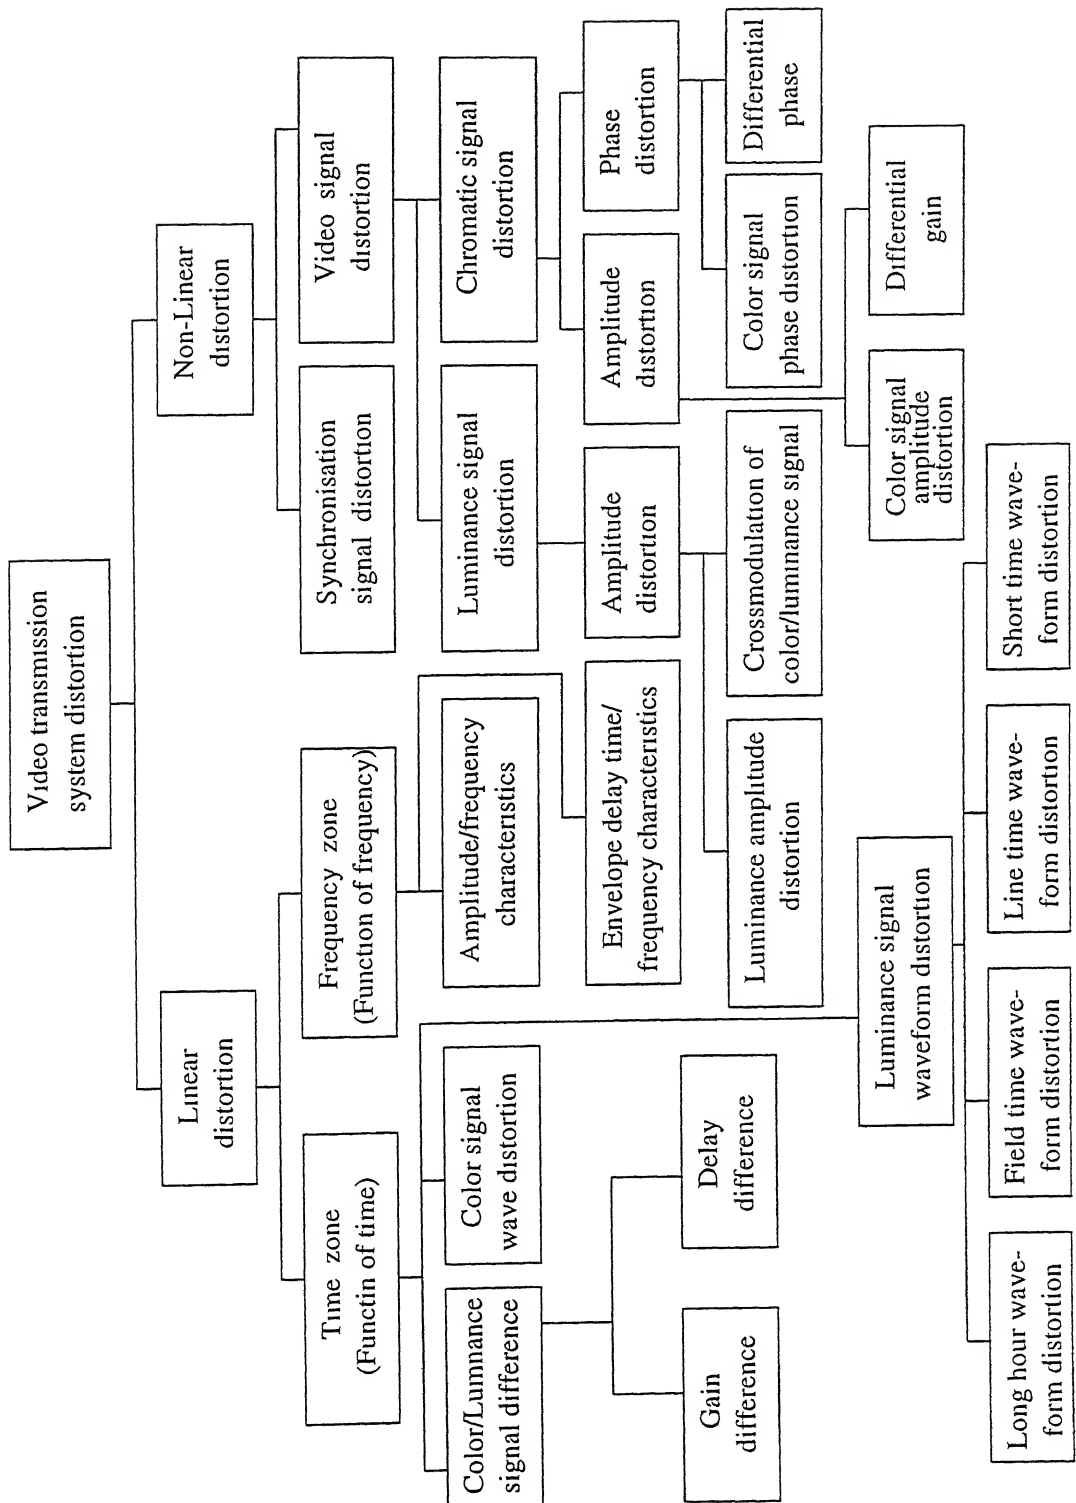 Video transmission
system distortion
Linear
distortion
Non-Linear
distortion
Time zone
(Functin of time)
Frequency zone
(Function of frequency)
Synchronisation
signal distortion
Video signal
distortion
Color/Lumnance
signal difference
Color signal
wave distortion
Amplitude/frequency
characteristics
Luminance signal
distortion
Chromatic signal
distortion
Envelope delay time/
frequency characteristics
Amplitude
distortion
Amplitude
distortion
Phase
distortion
Gain
difference
Delay
difference
Luminance amplitude
distortion
Crossmodulation of
color/luminance signal
Color signal
phase distortion
Differential
phase
Luminance signal
waveform distortion
Color signal
amplitude
distortion
Differential
gain
Long hour wave-
form distortion
Field time wave-
form distortion
Line time wave-
form distortion
Short time wave-
form distortion